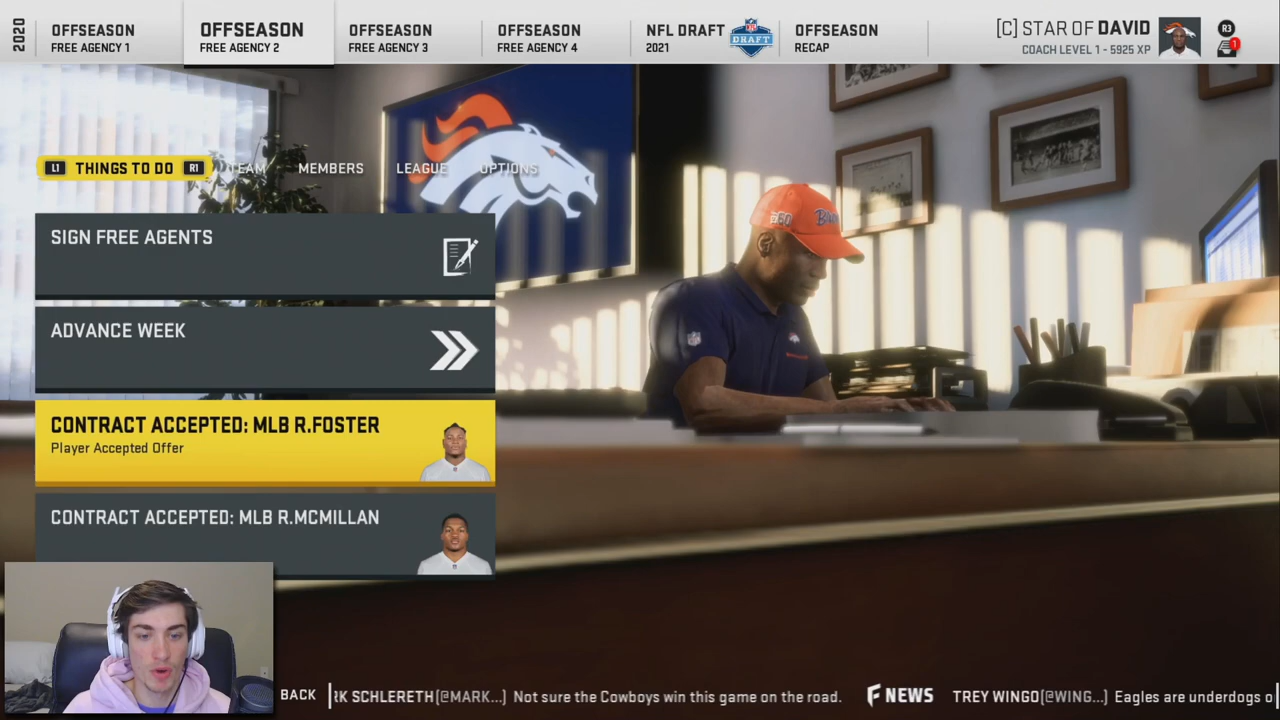 2020
OFFSEASON
FREE AGENCY 1
OFFSEASON
FREE AGENCY 2
OFFSEASON
FREE AGENCY 3
OFFSEASON
FREE AGENCY 4
NFL DRAFT
2021
DRAFT
OFFSEASON
RECAP
[C] STAR OF DAVID
COACH LEVEL 1 - 5925 XP
R3
1
L1 THINGS TO DO R1 TEAM MEMBERS LEAGUE OPTIONS
SIGN FREE AGENTS
ADVANCE WEEK
CONTRACT ACCEPTED: MLB R.FOSTER
Player Accepted Offer
CONTRACT ACCEPTED: MLB R.MCMILLAN
BACK
RK SCHLERETH(@MARK...) Not sure the Cowboys win this game on the road. NEWS TREY WINGO(@WING...) Eagles are underdogs o